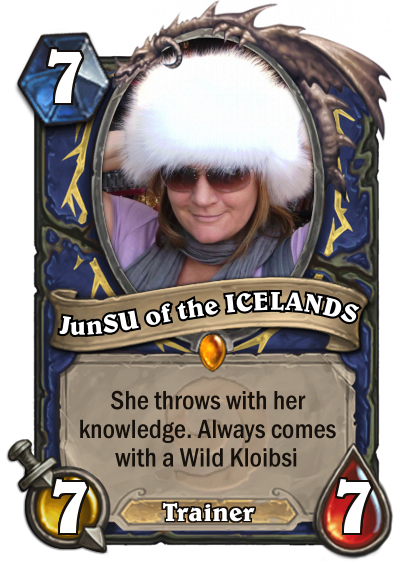 7
JunSU of the ICELANDS
She throws with her
knowledge. Always comes
with a Wild Kloibsi
7
Trainer
7